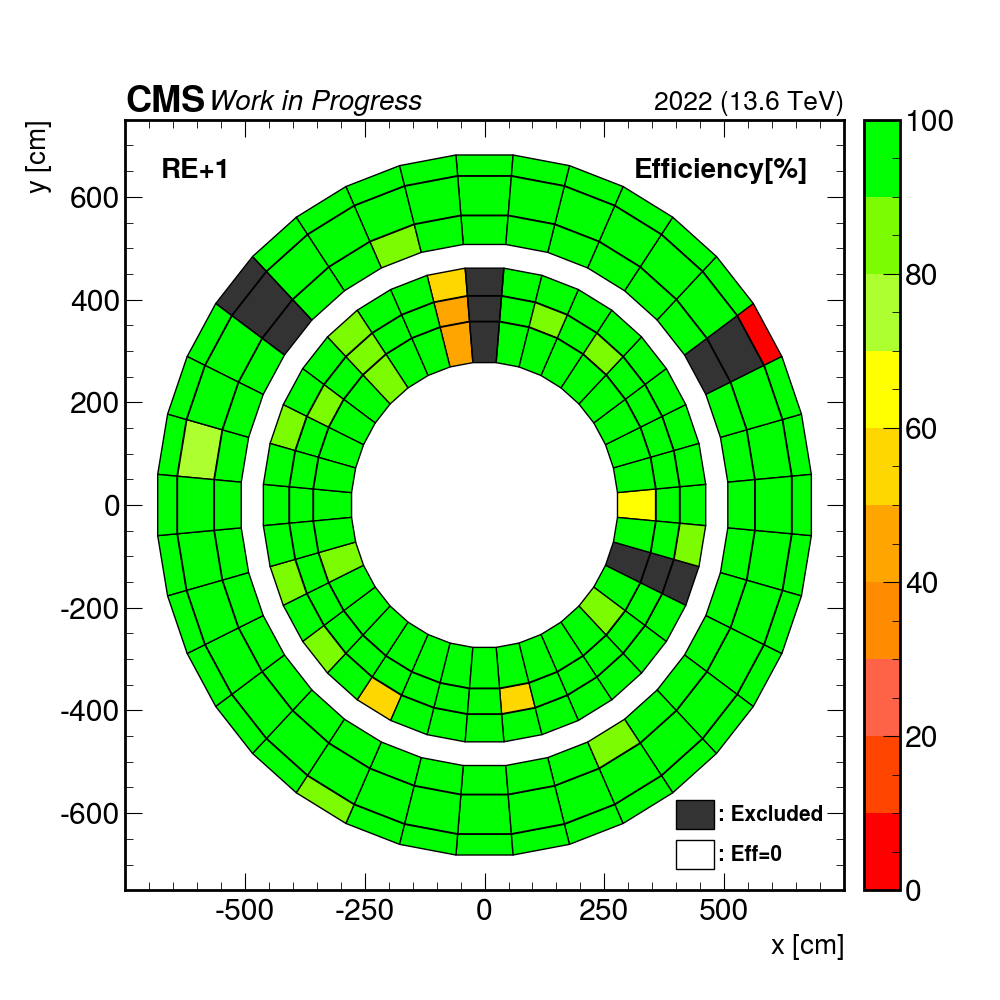 CMS Work in Progress 2022 (13.6 TeV)
y [cm]
RE+1 Efficiency[%]
600
400
200
0
-200
-400
-600
-500 -250 0 250 500
x [cm]
100
80
60
40
20
0
: Excluded
: Eff=0